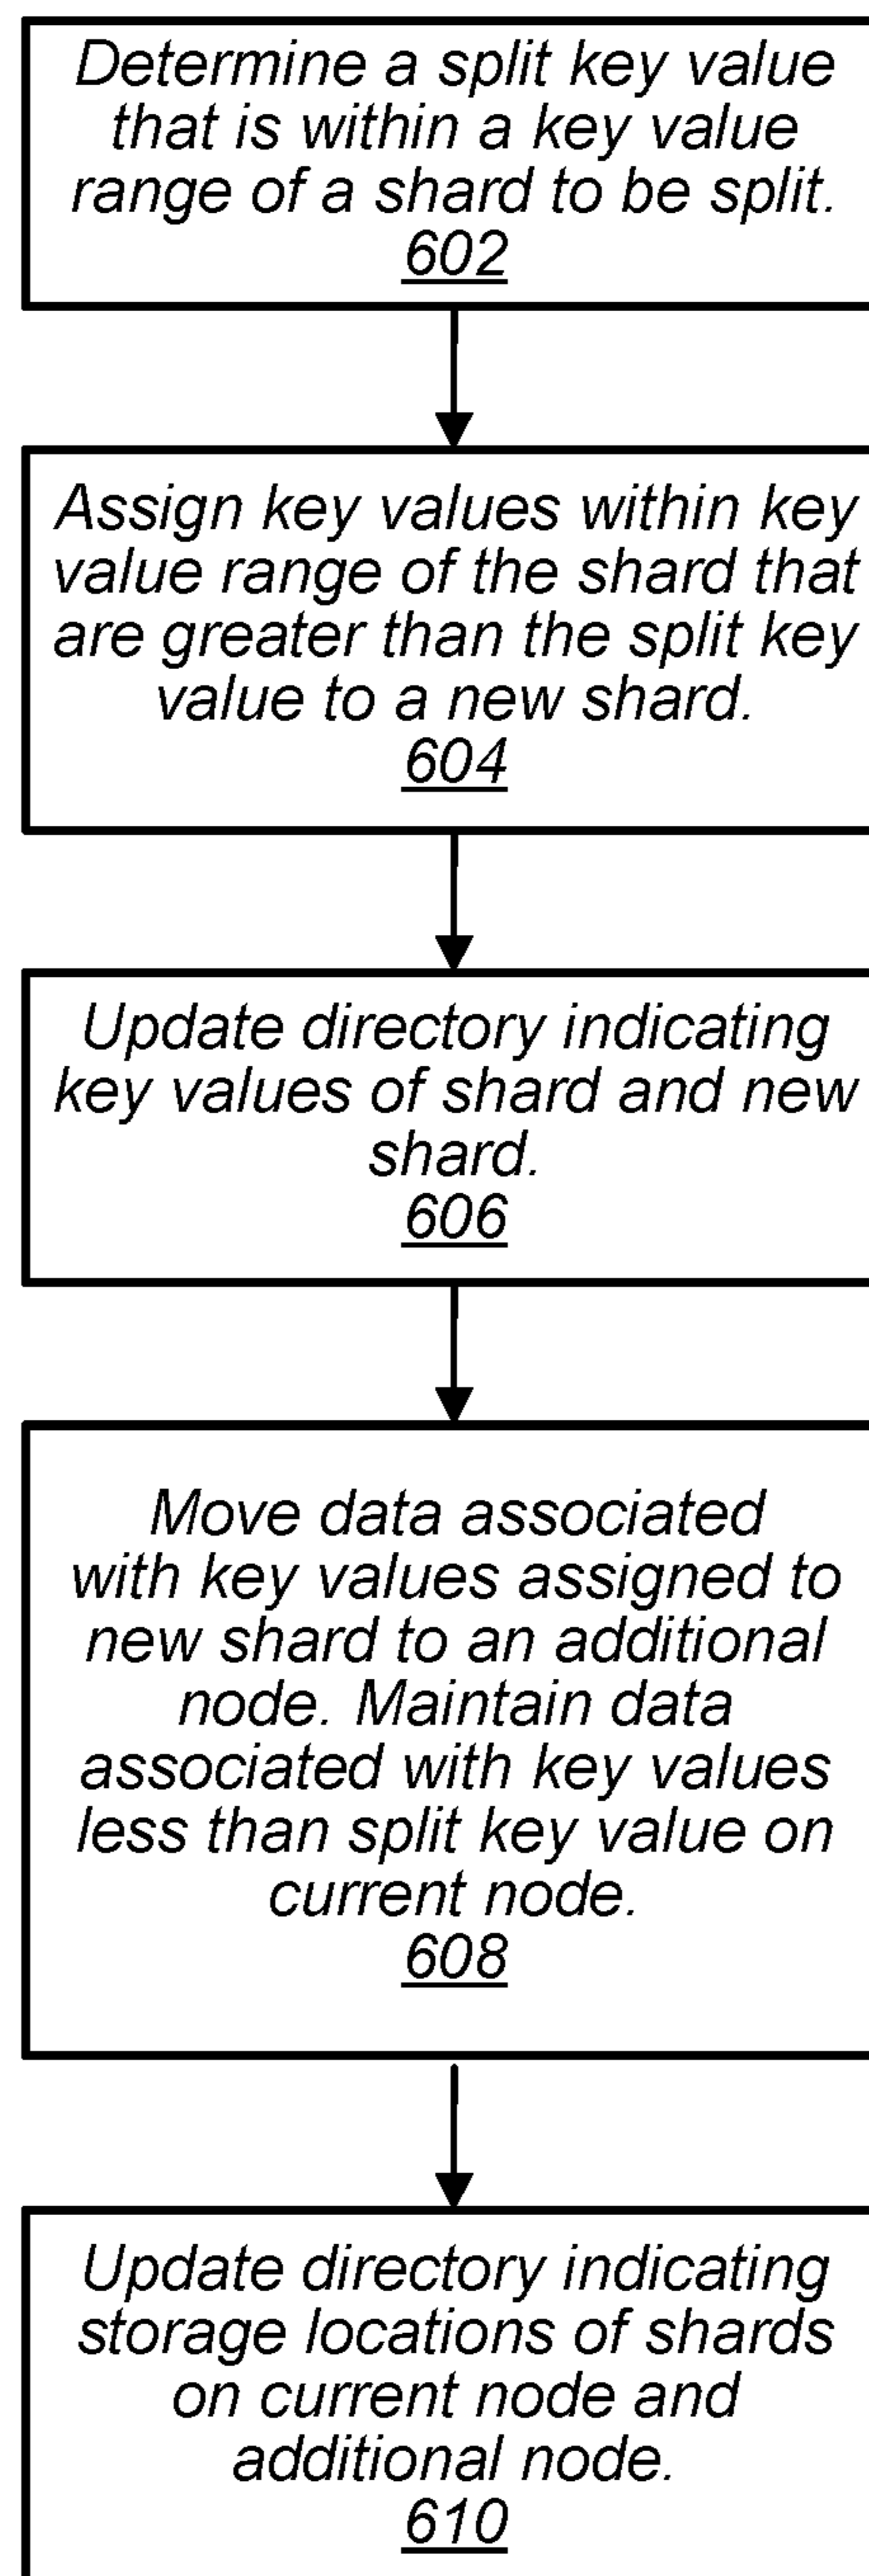 Determine a split key value
that is within a key value
range of a shard to be split.
602
Assign key values within key
value range of the shard that
are greater than the split key
value to a new shard.
604
Update directory indicating
key values of shard and new
shard.
606
Move data associated
with key values assigned to
new shard to an additional
node. Maintain data
associated with key values
less than split key value on
current node.
608
Update directory indicating
storage locations of shards
on current node and
additional node.
610